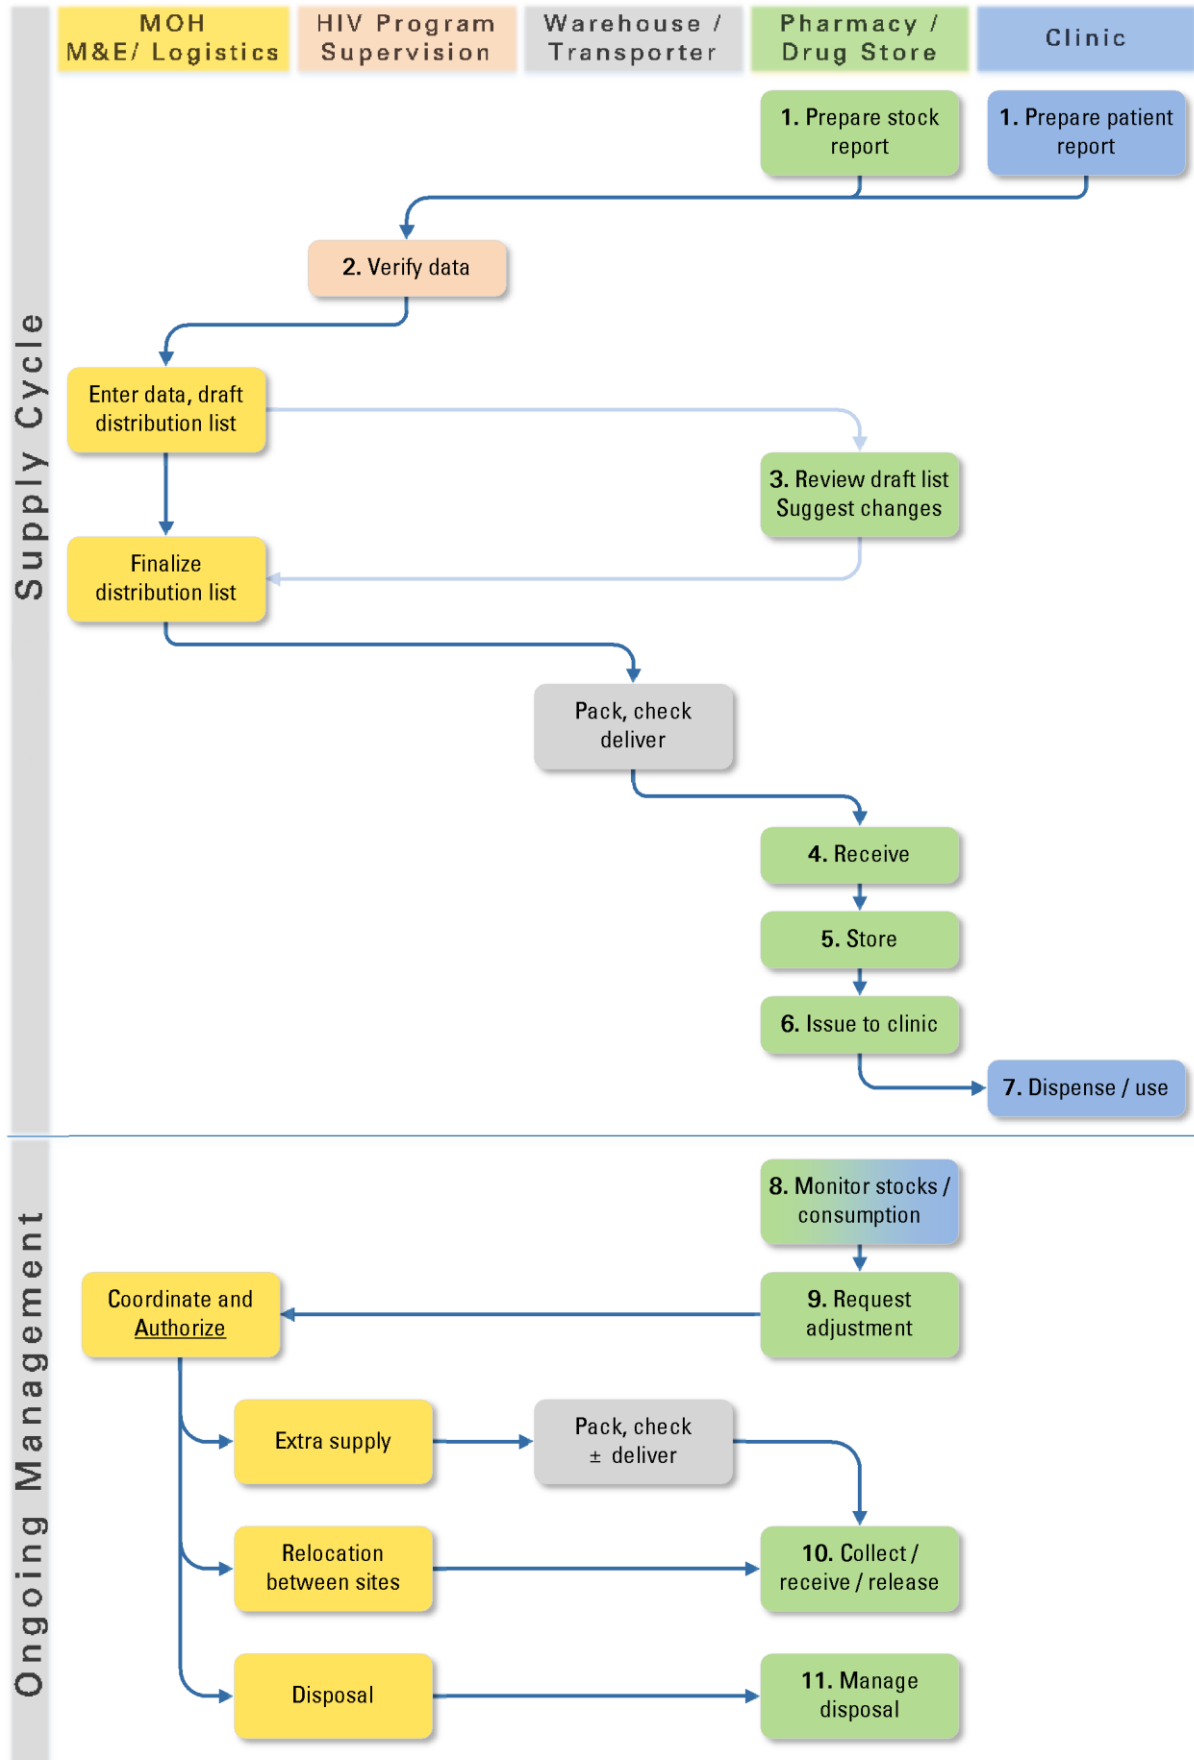 MOH
M&E/ Logistics
HIV Program
Supervision
Warehouse /
Transporter
Pharmacy /
Drug Store
Clinic
Supply Cycle
1. Prepare stock
report
1. Prepare patient
report
2. Verify data
Enter data, draft
distribution list
3. Review draft list
Suggest changes
Finalize
distribution list
Pack, check
deliver
4. Receive
5. Store
6. Issue to clinic
7. Dispense / use
Ongoing Management
8. Monitor stocks /
consumption
Coordinate and
Authorize
9. Request
adjustment
Extra supply
Pack, check
± deliver
Relocation
between sites
10. Collect /
receive / release
Disposal
11. Manage
disposal